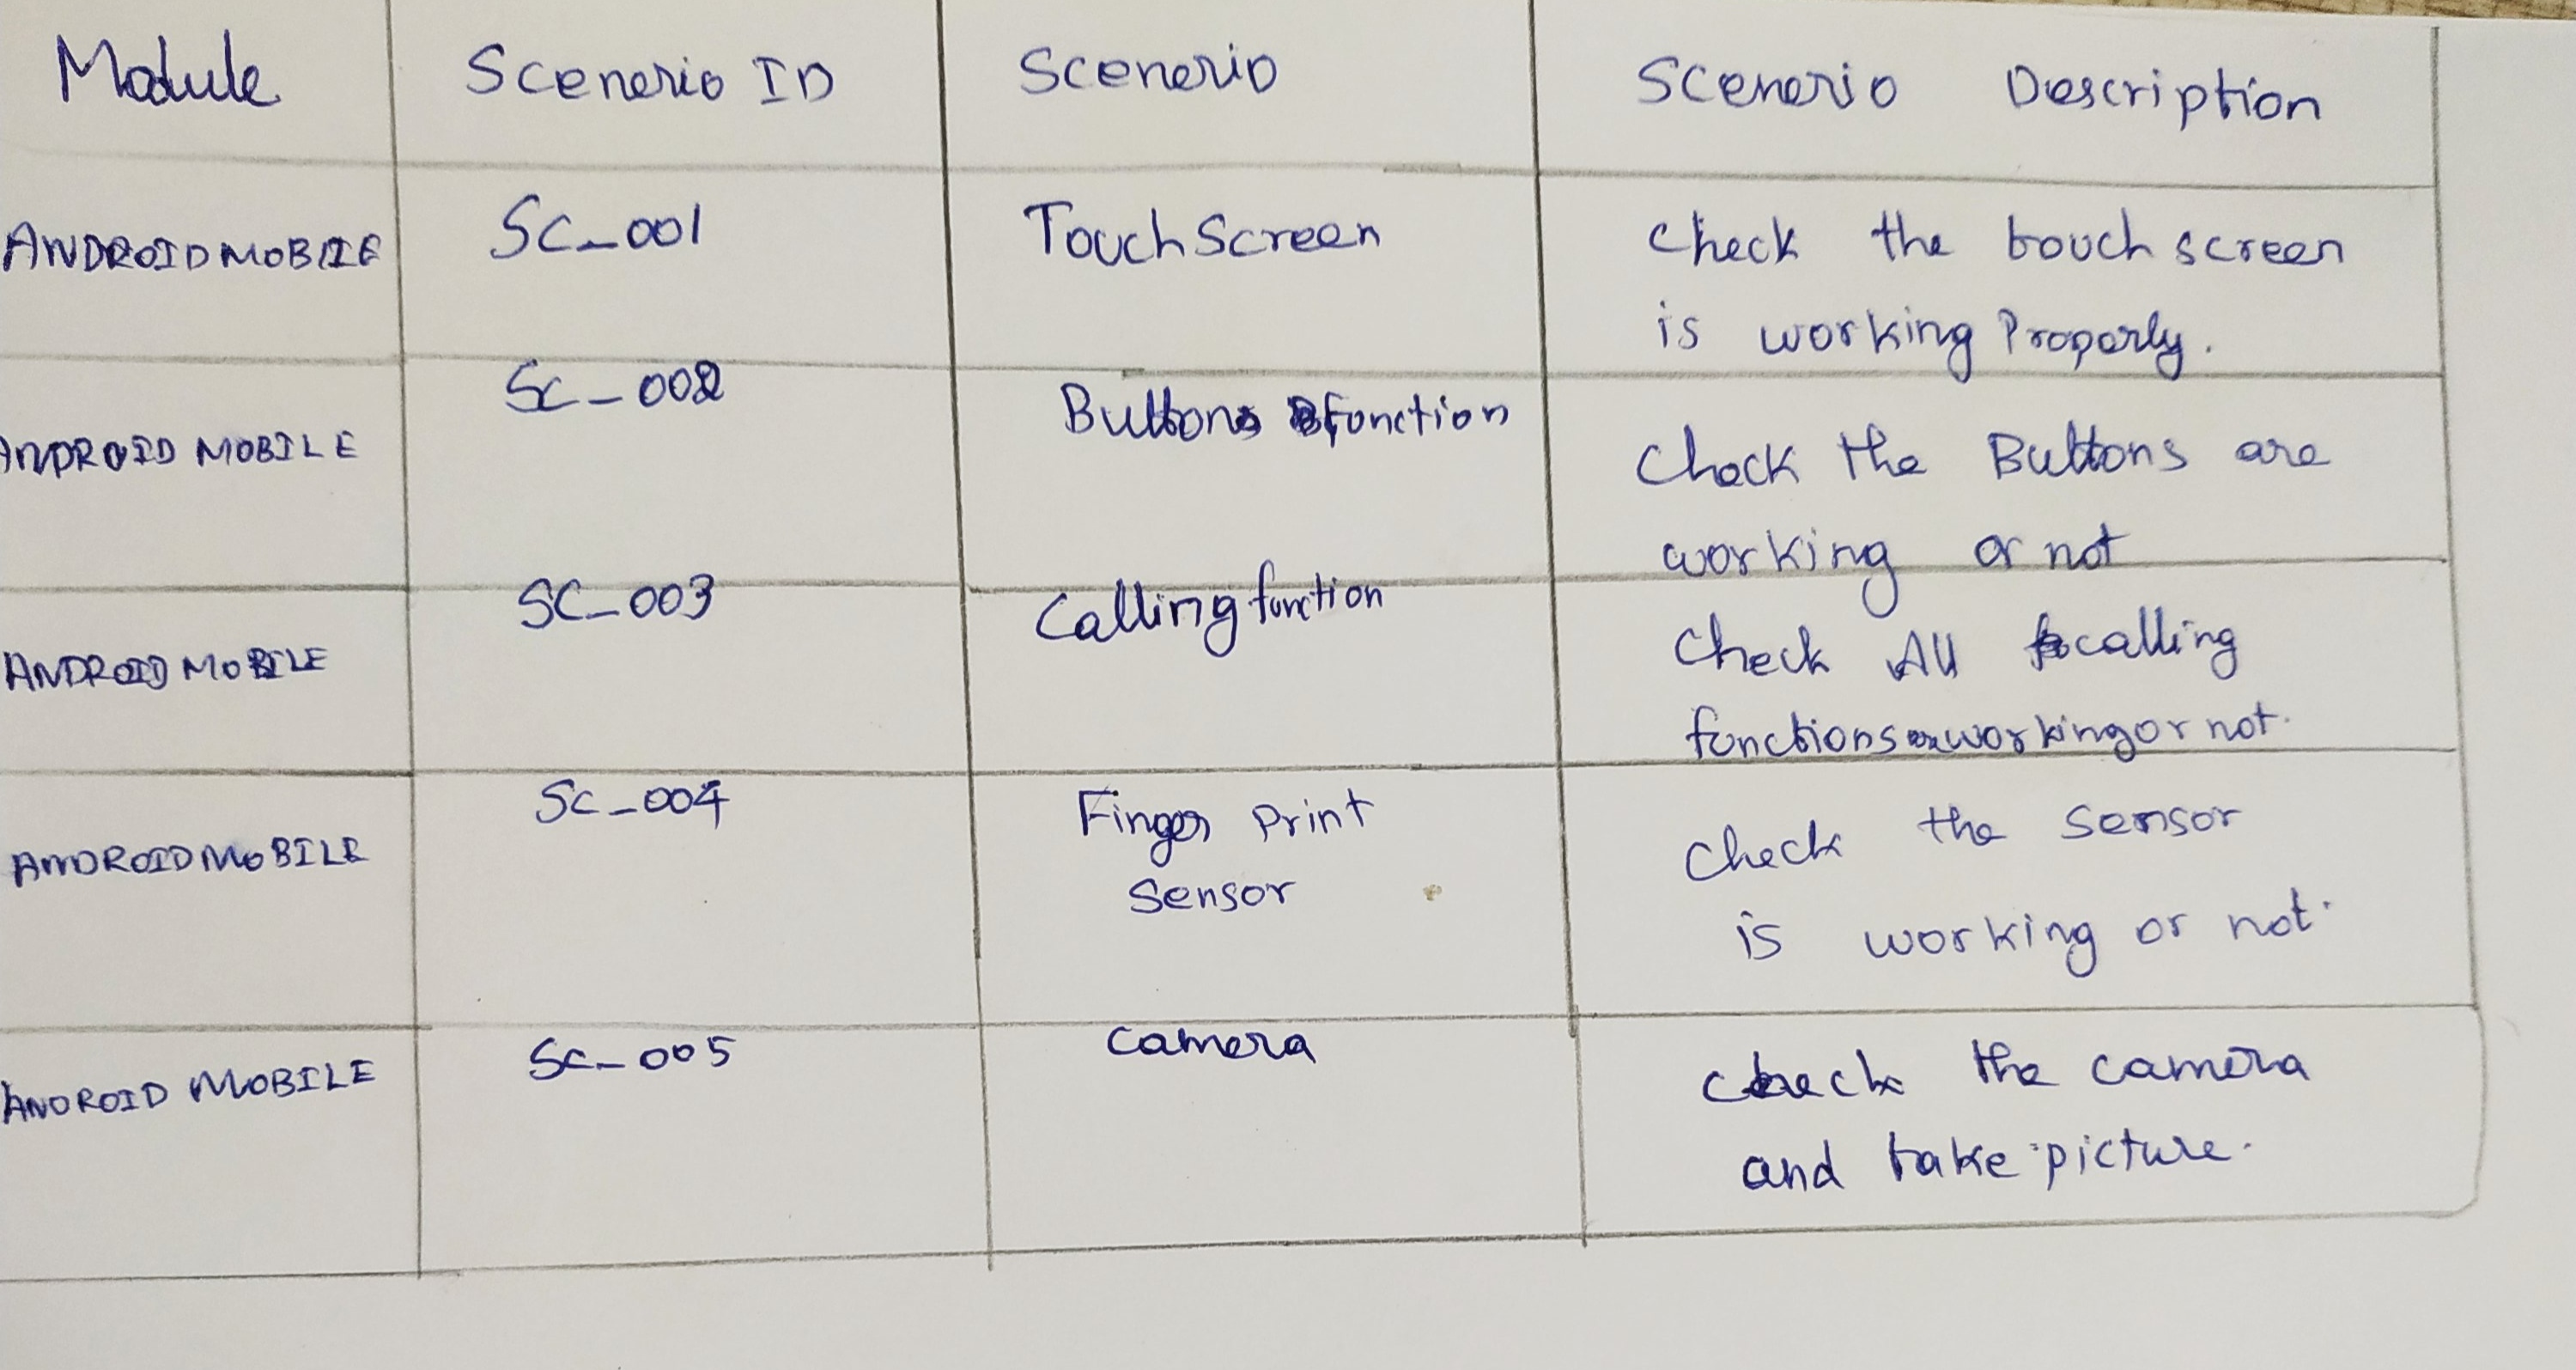 Module Scenerio ID Scenerio Scenerio Description
ANDROID MOBILE SC_001 Touch Screen Check the touch screen
is working Properly.
ANDROID MOBILE SC_002 Buttons function Check the Buttons are
working or not
ANDROID MOBILE SC_003 Calling function Check All calling
functions working or not.
ANDROID MOBILE SC_004 Finger Print Check the Sensor
Sensor is working or not.
ANDROID MOBILE SC_005 Camera Check the camera
and take picture.